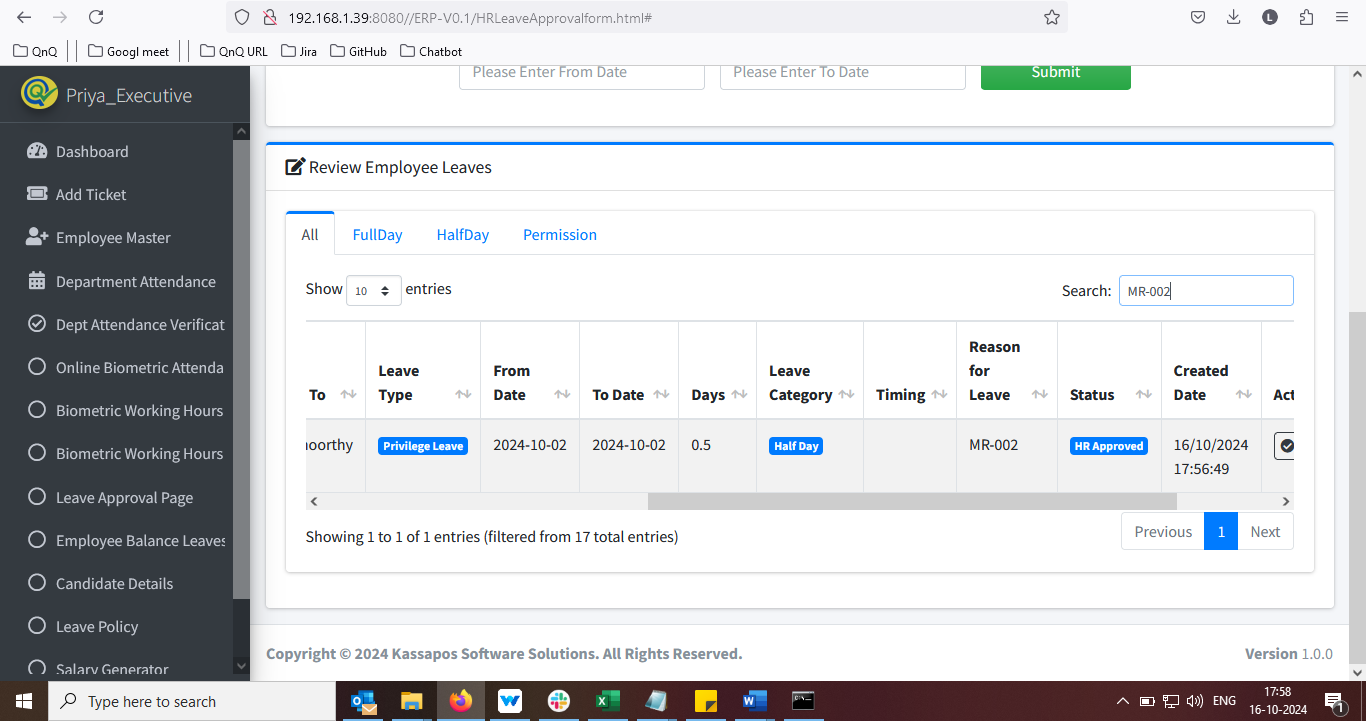 192.168.1.39:8080//ERP-V0.1/HRLeaveApprovalform.html#
L
QnQ
Googl meet
QnQ URL
Jira
GitHub
Chatbot
Priya_Executive
Dashboard
Add Ticket
Employee Master
Department Attendance
Dept Attendance Verificat
Online Biometric Attenda
Biometric Working Hours
Biometric Working Hours
Leave Approval Page
Employee Balance Leaves
Candidate Details
Leave Policy
Salary Generator
Please Enter From Date
Please Enter To Date
Submit
Review Employee Leaves
All
FullDay
HalfDay
Permission
Show 10 entries
Search: MR-002
To
Leave Type
From Date
To Date
Days
Leave Category
Timing
Reason for Leave
Status
Created Date
Act
noorthy
Privilege Leave
2024-10-02
2024-10-02
0.5
Half Day
MR-002
HR Approved
16/10/2024
17:56:49
Showing 1 to 1 of 1 entries (filtered from 17 total entries)
Previous
1
Next
Copyright © 2024 Kassapos Software Solutions. All Rights Reserved.
Version 1.0.0
Type here to search
ENG
17:58
16-10-2024
1